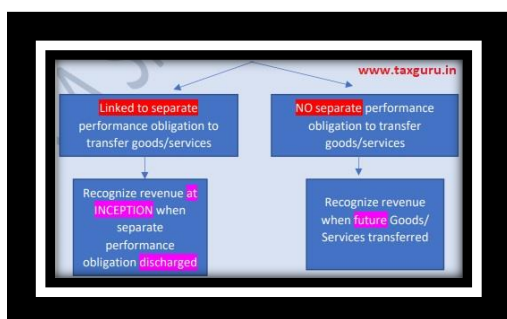 www.taxguru.in
Linked to separate
performance obligation to
transfer goods/services
NO separate performance
obligation to transfer
goods/services
Recognize revenue at
INCEPTION when
separate
performance
obligation discharged
Recognize revenue
when future Goods/
Services transferred